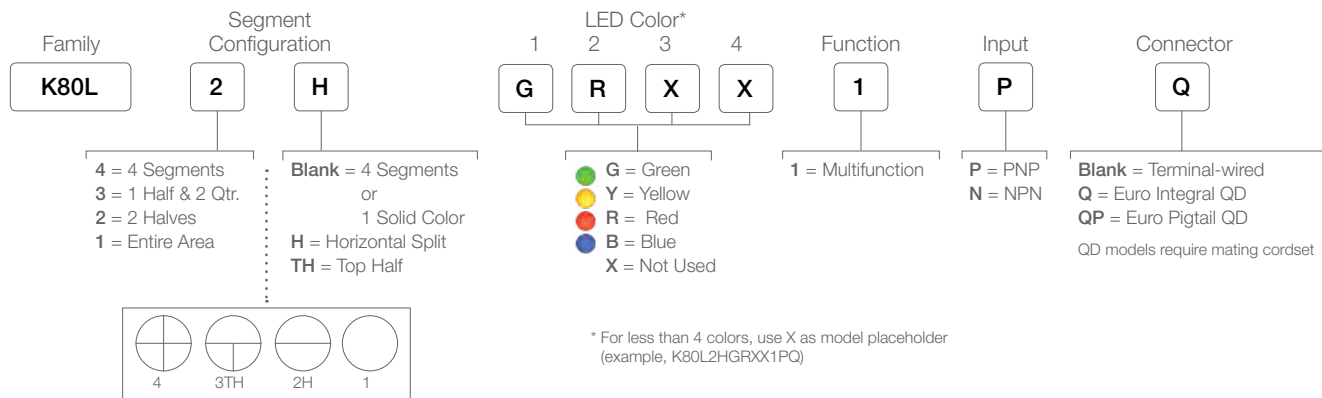 Family
Segment
Configuration
LED Color*
1 2 3 4
Function
Input
Connector
K80L 2 H G R X X 1 P Q
4 = 4 Segments
3 = 1 Half & 2 Qtr.
2 = 2 Halves
1 = Entire Area
Blank = 4 Segments
or
1 Solid Color
H = Horizontal Split
TH = Top Half
G = Green
Y = Yellow
R = Red
B = Blue
X = Not Used
1 = Multifunction
P = PNP
N = NPN
Blank = Terminal-wired
Q = Euro Integral QD
QP = Euro Pigtail QD
QD models require mating cordset
4 3TH 2H 1
* For less than 4 colors, use X as model placeholder
(example, K80L2HGRXX1PQ)